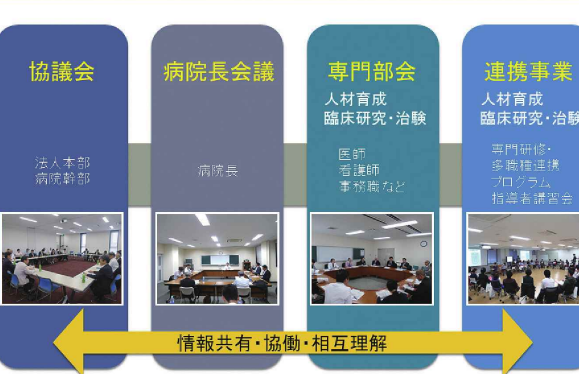 協議会
法人本部
病院幹部
病院長会議
病院長
専門部会
人材育成
臨床研究・治験
医師
看護師
事務職など
連携事業
人材育成
臨床研究・治験
専門研修・
多職種連携
プログラム
指導者講習会
情報共有・協働・相互理解